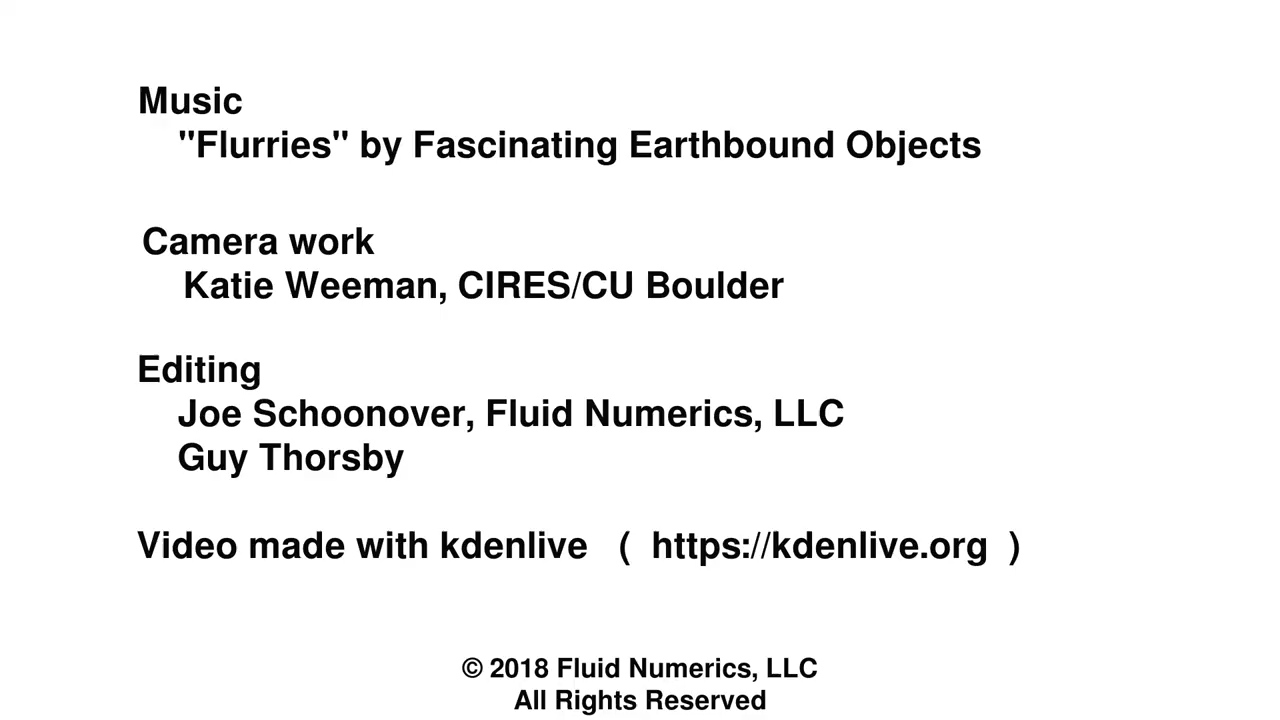 Music
"Flurries" by Fascinating Earthbound Objects
Camera work
Katie Weeman, CIRES/CU Boulder
Editing
Joe Schoonover, Fluid Numerics, LLC
Guy Thorsby
Video made with kdenlive ( https://kdenlive.org )
© 2018 Fluid Numerics, LLC
All Rights Reserved